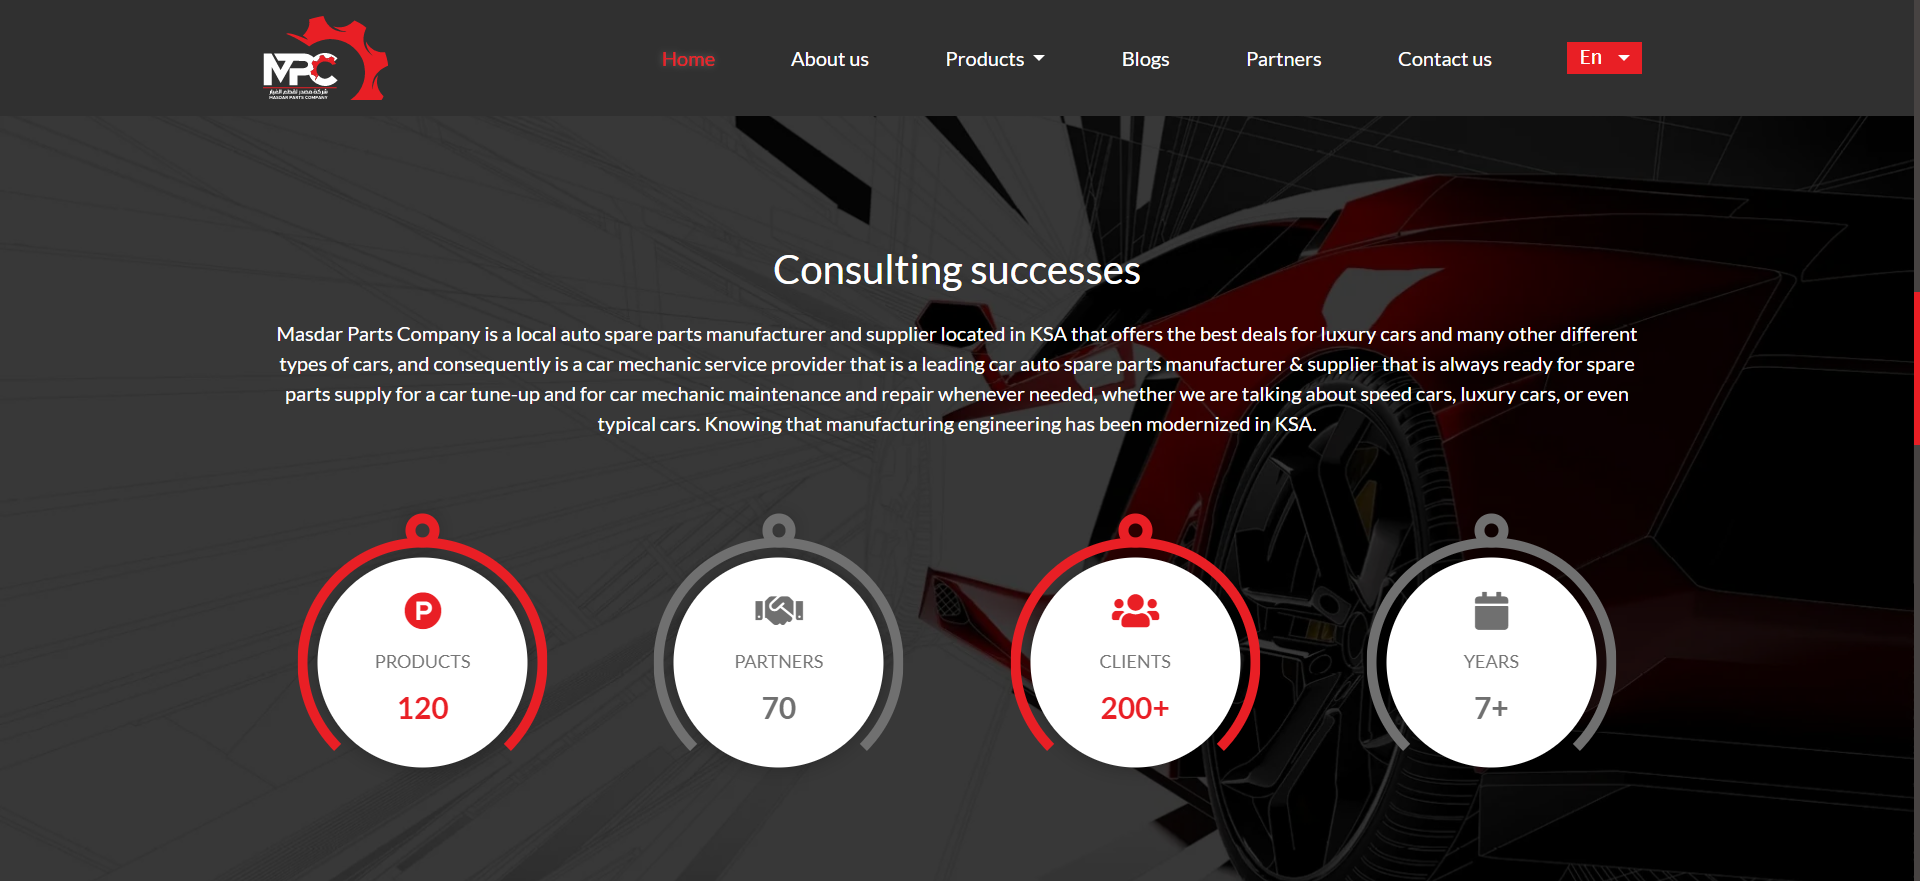 MPC
شركة مصدر لقطع الغيار
MASDAR PARTS COMPANY
Home
About us
Products
Blogs
Partners
Contact us
En
Consulting successes
Masdar Parts Company is a local auto spare parts manufacturer and supplier located in KSA that offers the best deals for luxury cars and many other different
types of cars, and consequently is a car mechanic service provider that is a leading car auto spare parts manufacturer & supplier that is always ready for spare
parts supply for a car tune-up and for car mechanic maintenance and repair whenever needed, whether we are talking about speed cars, luxury cars, or even
typical cars. Knowing that manufacturing engineering has been modernized in KSA.
P
PRODUCTS
120
PARTNERS
70
CLIENTS
200+
YEARS
7+